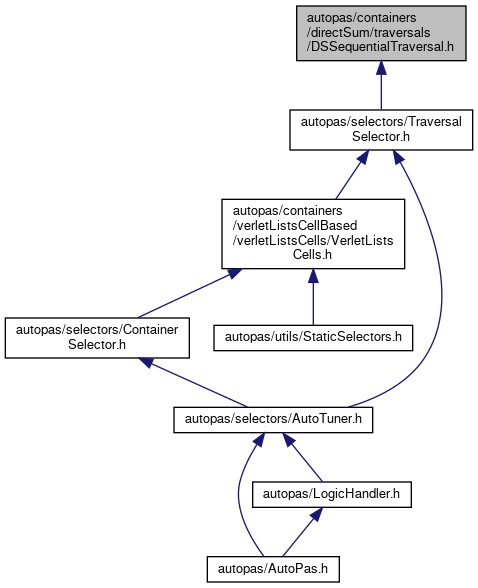 autopas/containers
/directSum/traversals
/DSSequentialTraversal.h
autopas/selectors/Traversal
Selector.h
autopas/containers
/verletListsCellBased
/verletListsCells/VerletLists
Cells.h
autopas/selectors/Container
Selector.h
autopas/utils/StaticSelectors.h
autopas/selectors/AutoTuner.h
autopas/LogicHandler.h
autopas/AutoPas.h